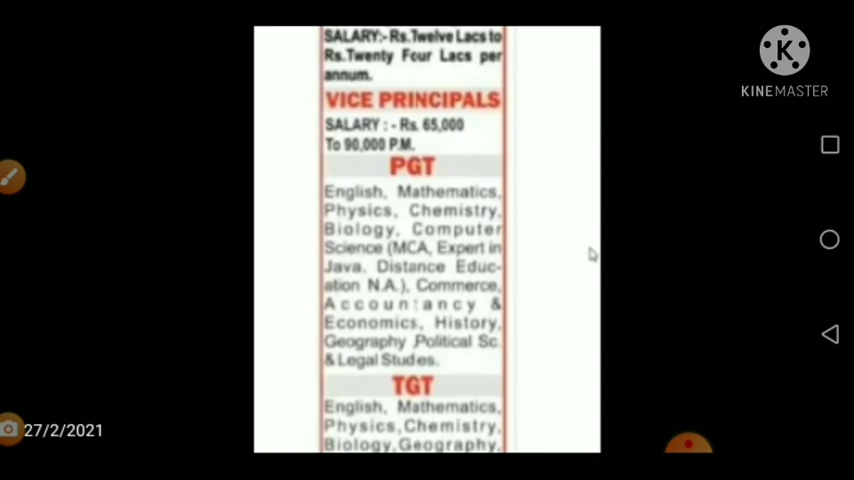 SALARY:- Rs.Twelve Lacs to
Rs.Twenty Four Lacs per
annum.
VICE PRINCIPALS
SALARY : - Rs. 65,000
To 90,000 P.M.
PGT
English, Mathematics,
Physics, Chemistry,
Biology, Computer
Science (MCA, Expert in
Java. Distance Educ-
ation N.A.), Commerce,
Accountancy &
Economics, History,
Geography ,Political Sc.
& Legal Studies.
TGT
English, Mathematics,
Physics,Chemistry,
Biology,Geography,
K
KINEMASTER
27/2/2021